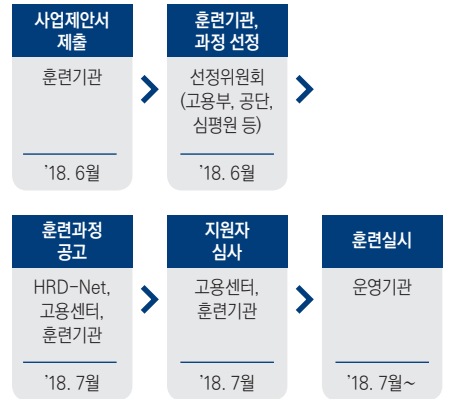 사업제안서
제출
훈련기관
’18. 6월
훈련기관,
과정 선정
선정위원회
(고용부, 공단,
심평원 등)
’18. 6월
훈련과정
공고
HRD-Net,
고용센터,
훈련기관
’18. 7월
지원자
심사
고용센터,
훈련기관
’18. 7월
훈련실시
운영기관
’18. 7월~